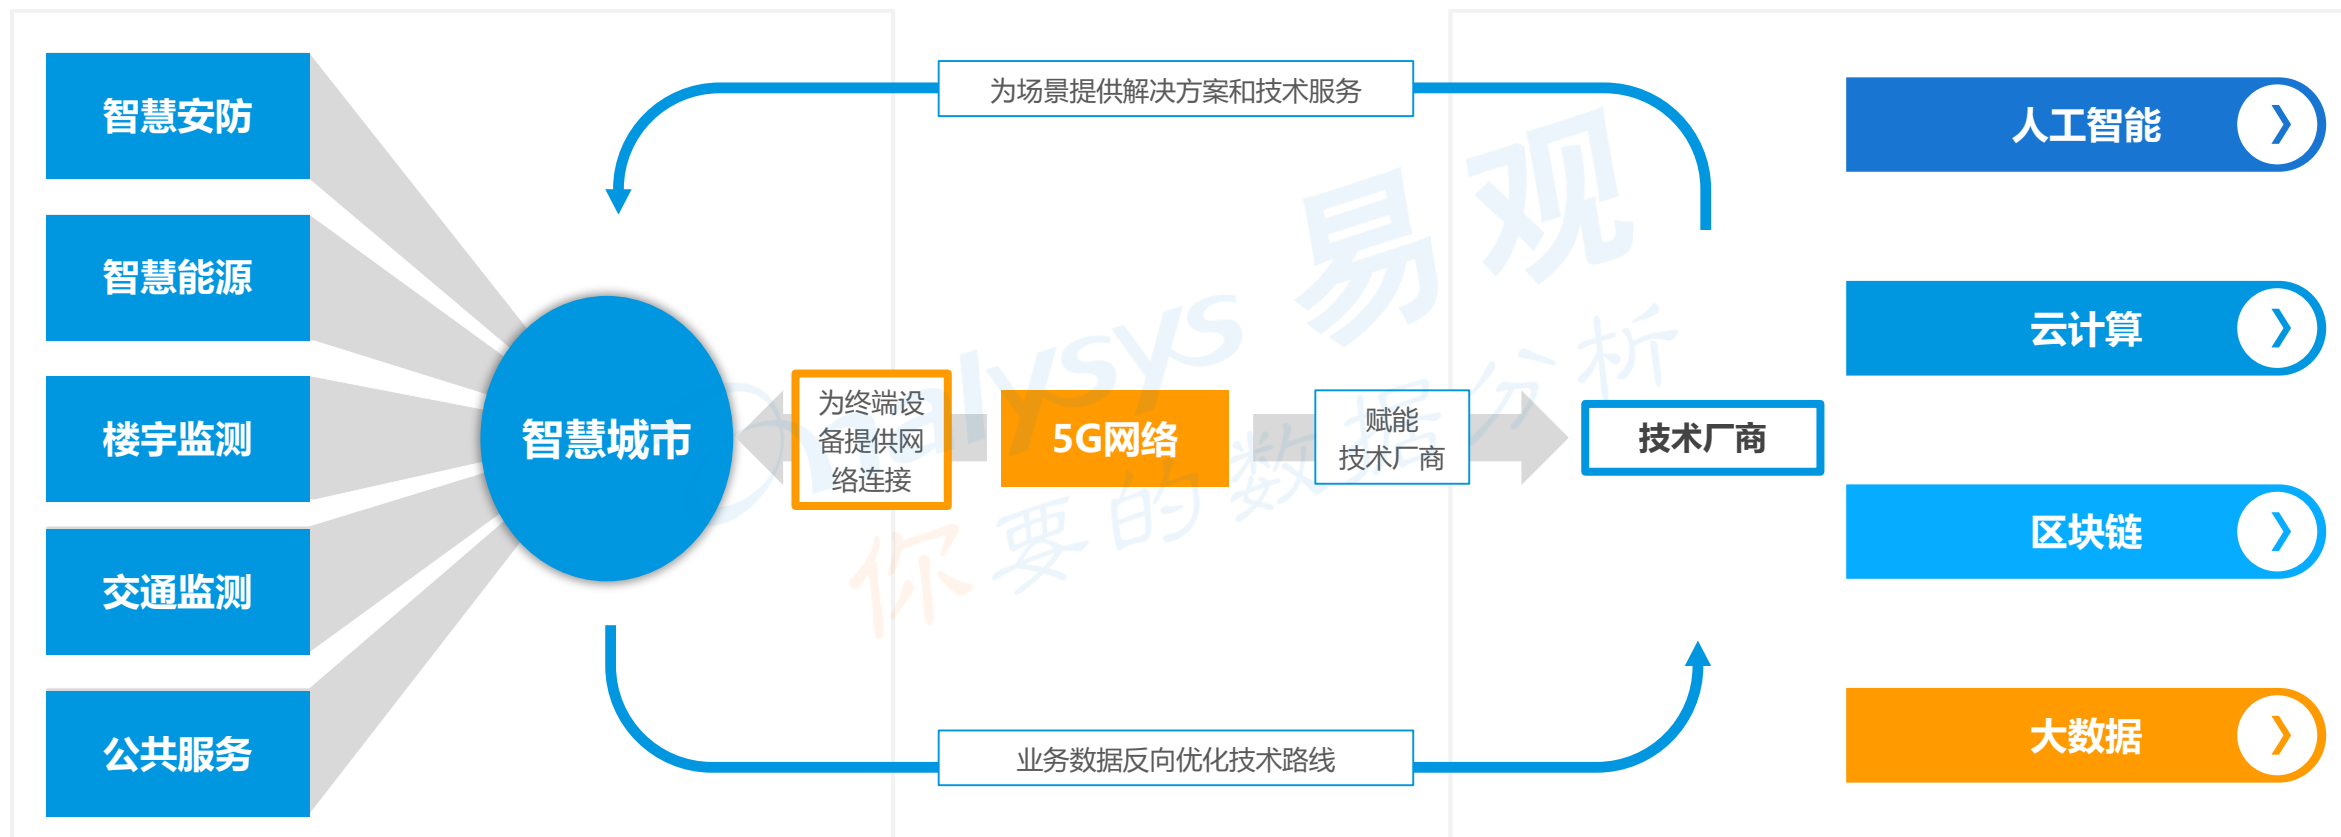 智慧安防
智慧能源
楼宇监测
交通监测
公共服务
智慧城市
为场景提供解决方案和技术服务
为终端设
备提供网
络连接
5G网络
赋能
技术厂商
技术厂商
业务数据反向优化技术路线
人工智能
云计算
区块链
大数据
analysys 易观
你要的数据分析